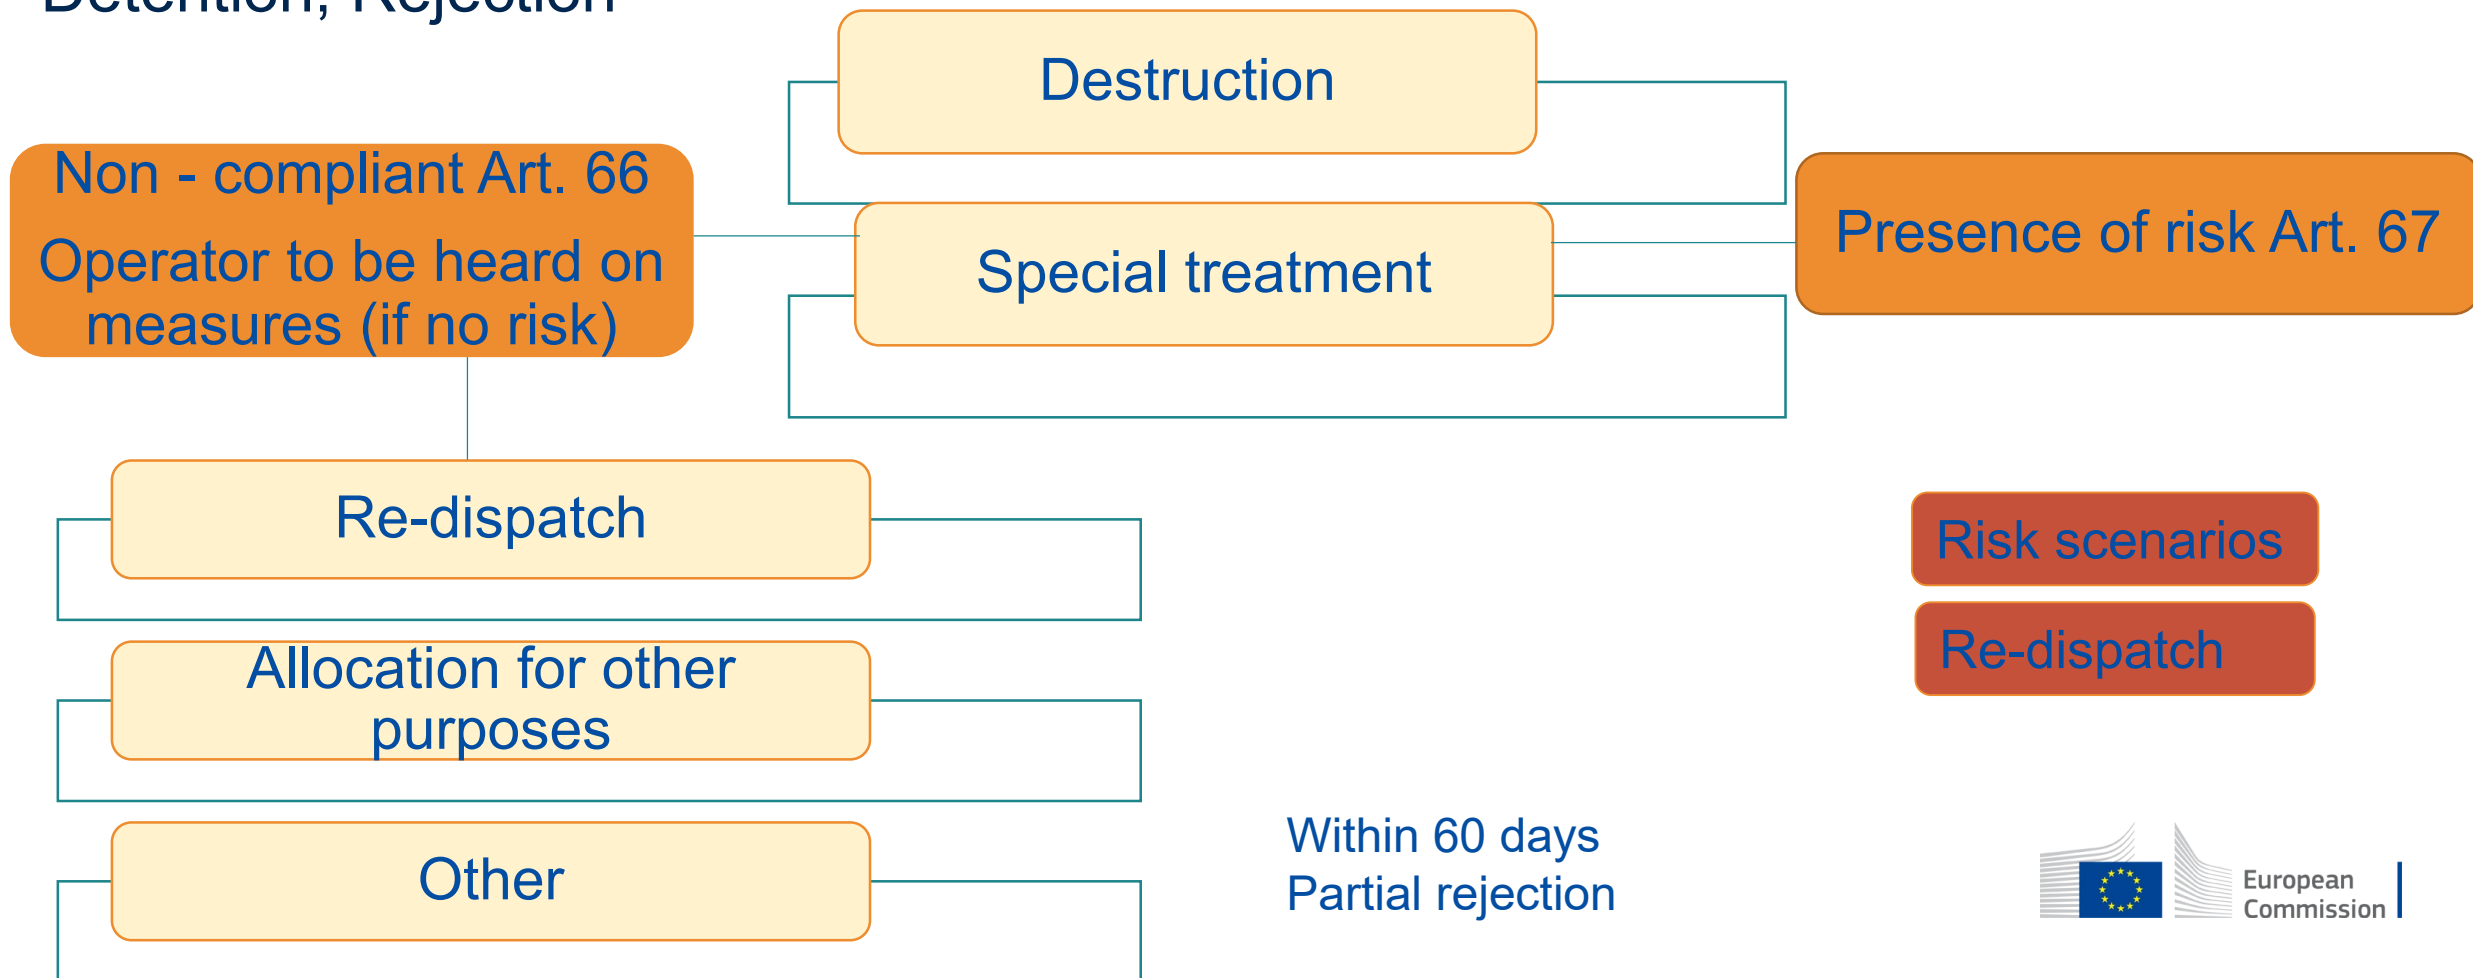 Detention, Rejection
Destruction
Non - compliant Art. 66
Operator to be heard on
measures (if no risk)
Special treatment
Presence of risk Art. 67
Re-dispatch
Allocation for other
purposes
Other
Risk scenarios
Re-dispatch
Within 60 days
Partial rejection
European
Commission